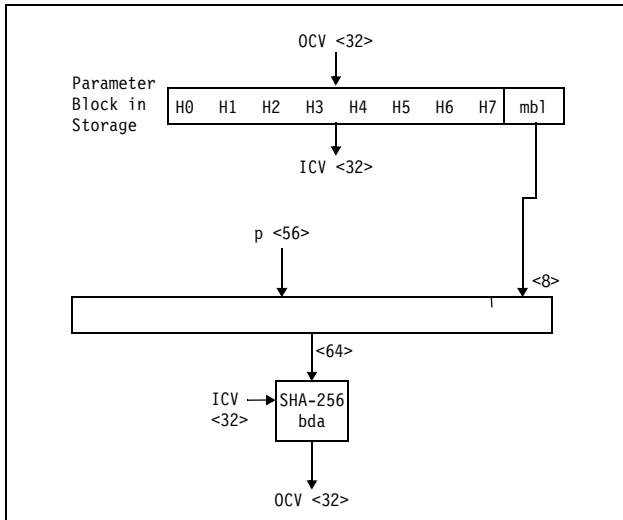 OCV <32>
Parameter
Block in
Storage
H0 H1 H2 H3 H4 H5 H6 H7 mbl
ICV <32>
p <56>
<8>
<64>
ICV
<32>
SHA-256
bda
OCV <32>